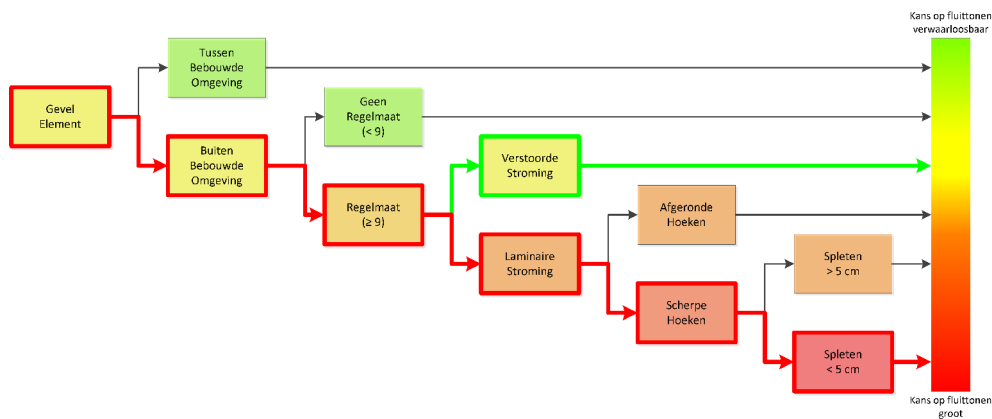 Kans op fluittonen
verwaarloosbaar
Tussen
Bebouwde
Omgeving
Gevel
Element
Geen
Regelmaat
(< 9)
Buiten
Bebouwde
Omgeving
Verstoorde
Stroming
Regelmaat
(≥ 9)
Afgeronde
Hoeken
Laminaire
Stroming
Spleten
> 5 cm
Scherpe
Hoeken
Spleten
< 5 cm
Kans op fluittonen
groot